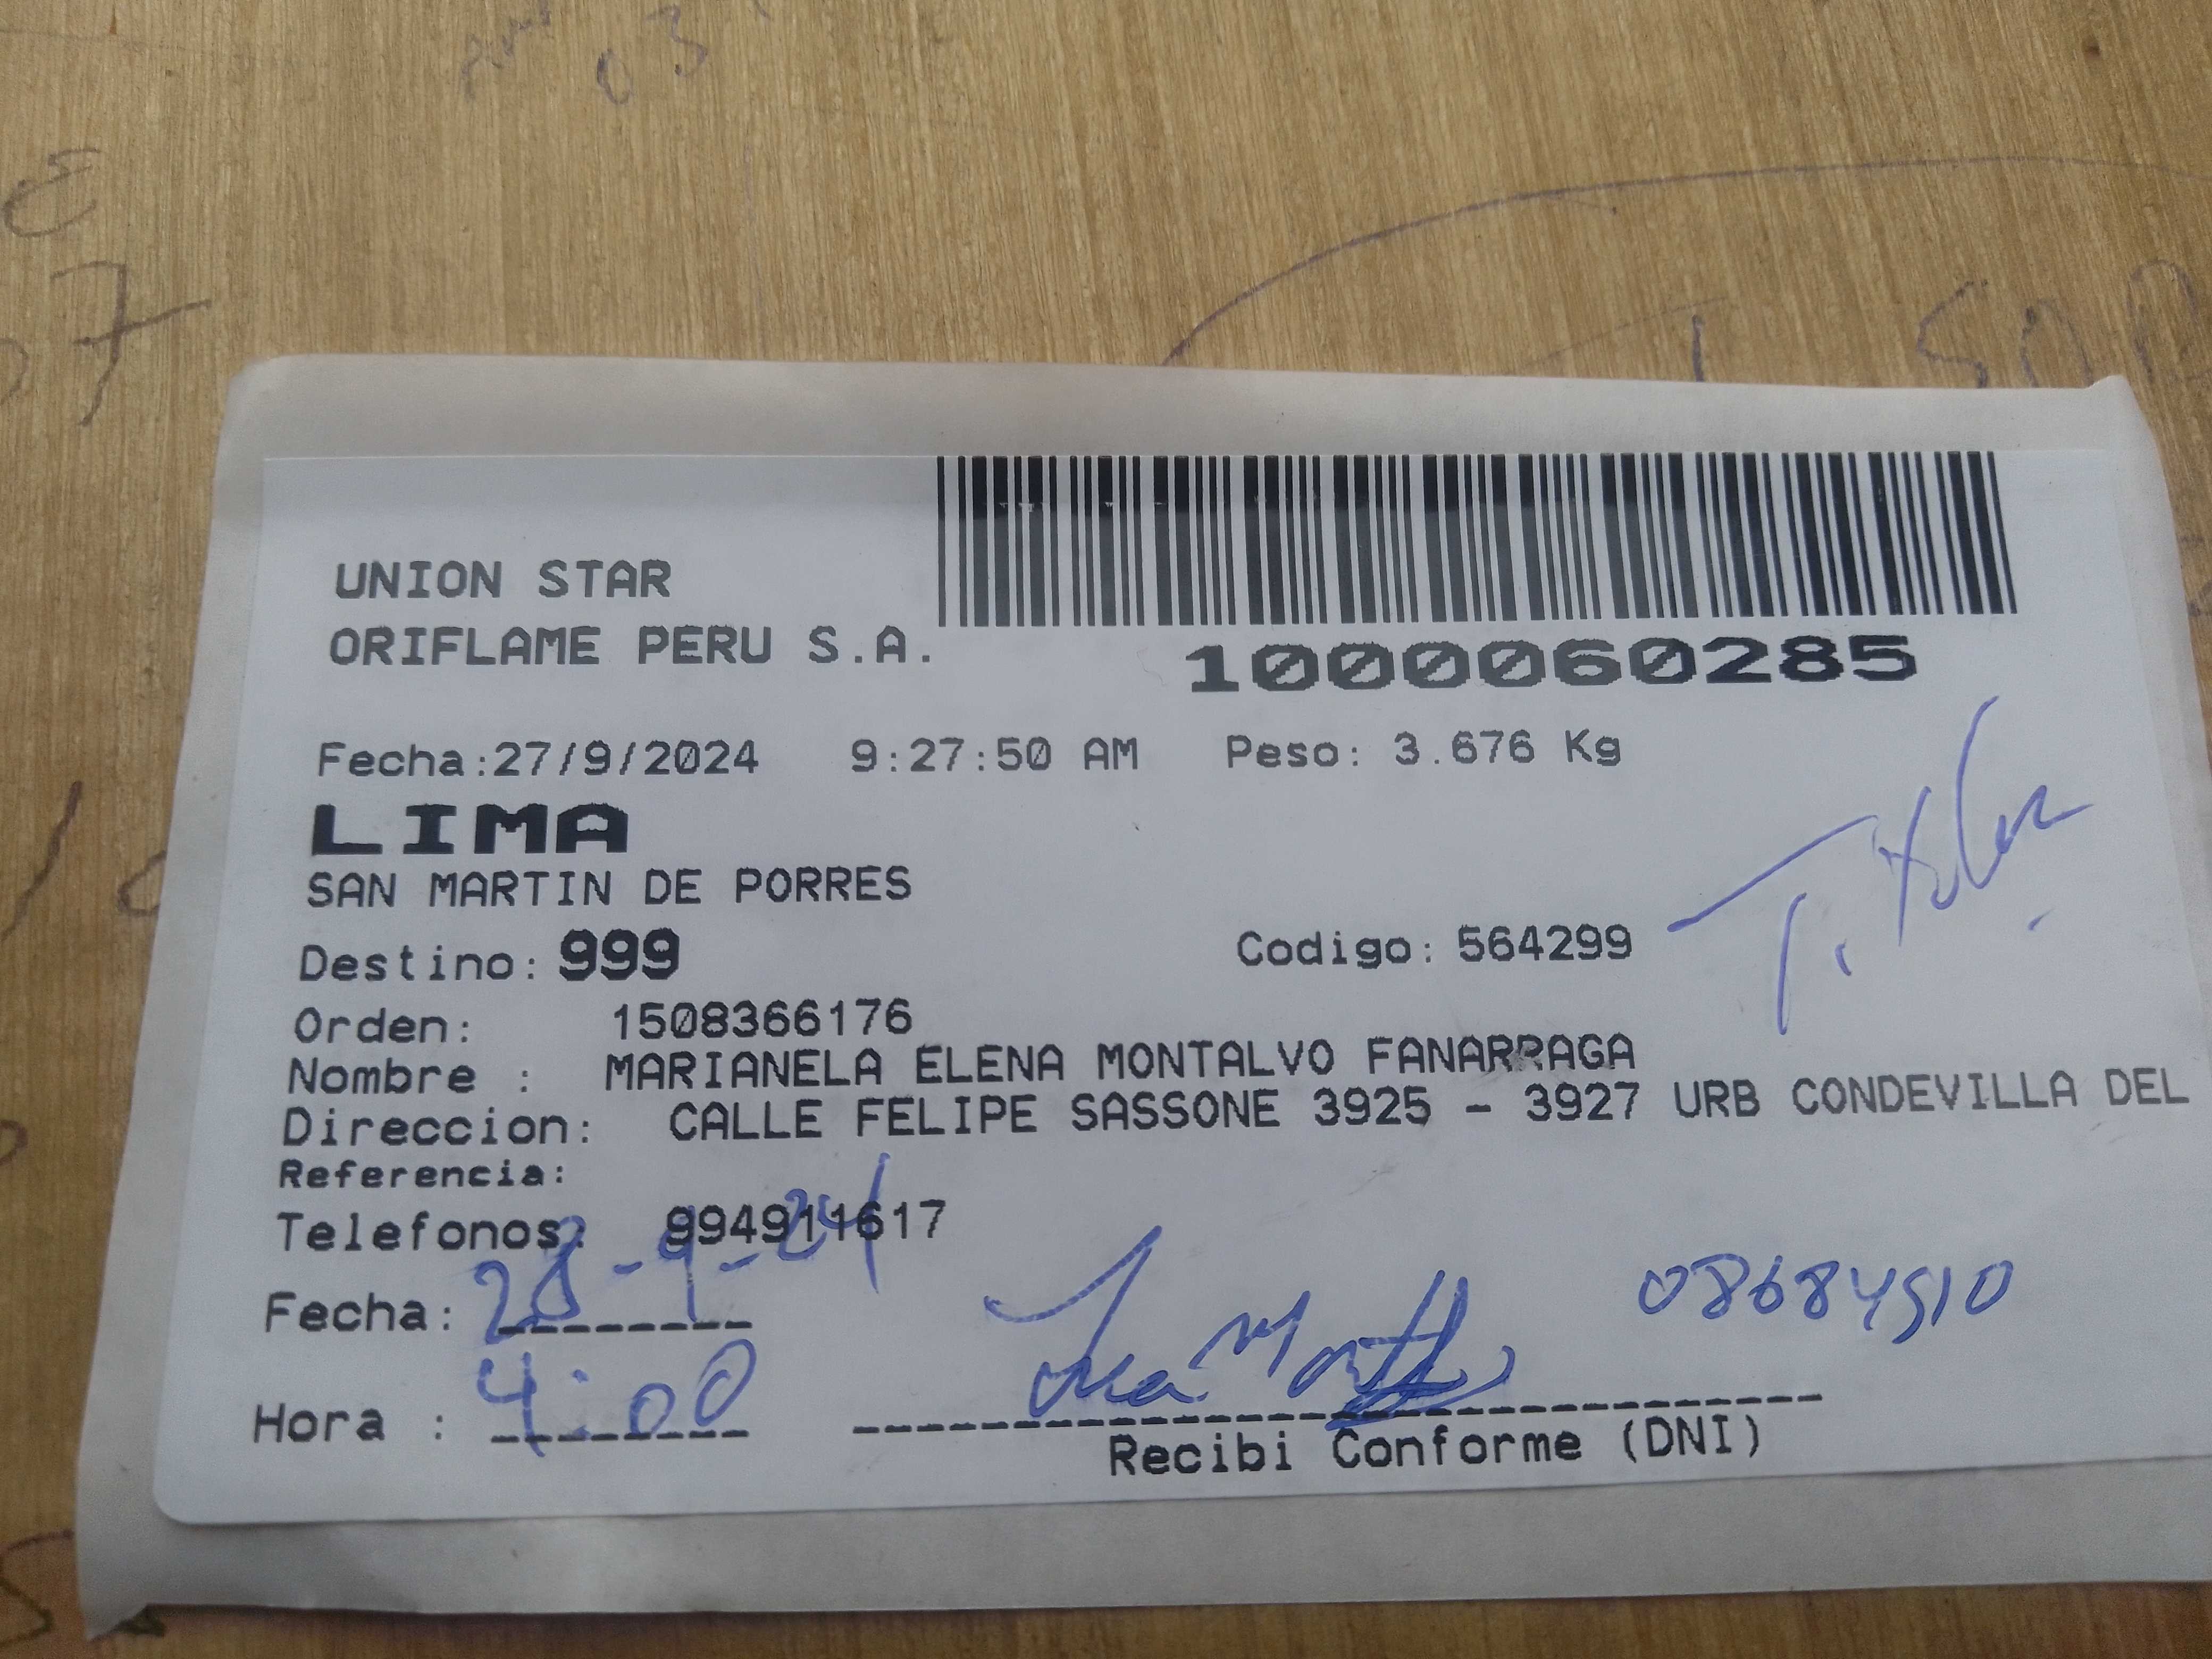 UNION STAR
ORIFLAME PERU S.A.
1000060285
Fecha:27/9/2024 9:27:50 AM Peso: 3.676 Kg
LIMA
SAN MARTIN DE PORRES
Destino: 999 Codigo: 564299
Orden: 1508366176
Nombre : MARIANELA ELENA MONTALVO FANARRAGA
Direccion: CALLE FELIPE SASSONE 3925 - 3927 URB CONDEVILLA DEL
Referencia:
Telefonos: 994911617
Fecha: 28-9-24
08684510
Hora : 4:00
Recibi Conforme (DNI)